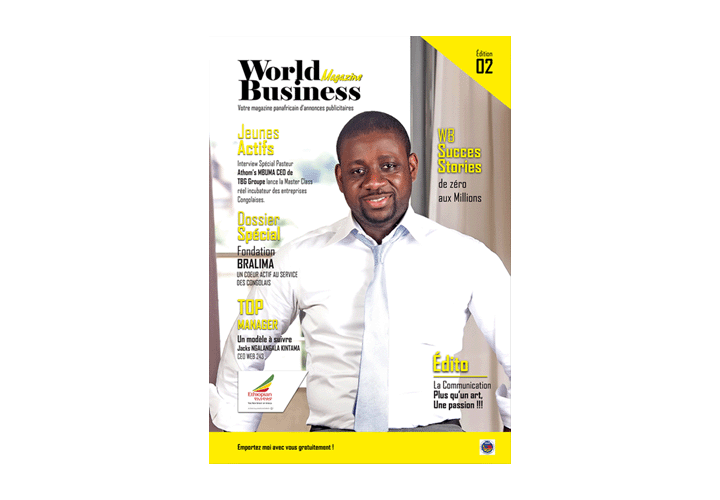 Édition
02
World
Magazine
Business
Votre magazine panafricain d'annonces publicitaires
Jeunes
Actifs
Interview Spécial Pasteur
Athom's MBUMA CEO de
TBG Groupe lance la Master Class
réel incubateur des entreprises
Congolaises.
Dossier
Spécial
Fondation
BRALIMA
UN COEUR ACTIF AU SERVICE
DES CONGOLAIS
TOP
MANAGER
Un modèle à suivre
Jacks NGALANGALA KINTAMA
CEO WEB 243
Ethiopian
WB
Succes
Stories
de zéro
aux Millions
Édito
La Communication
Plus qu'un art,
Une passion !!!
Emportez moi avec vous gratuitement !